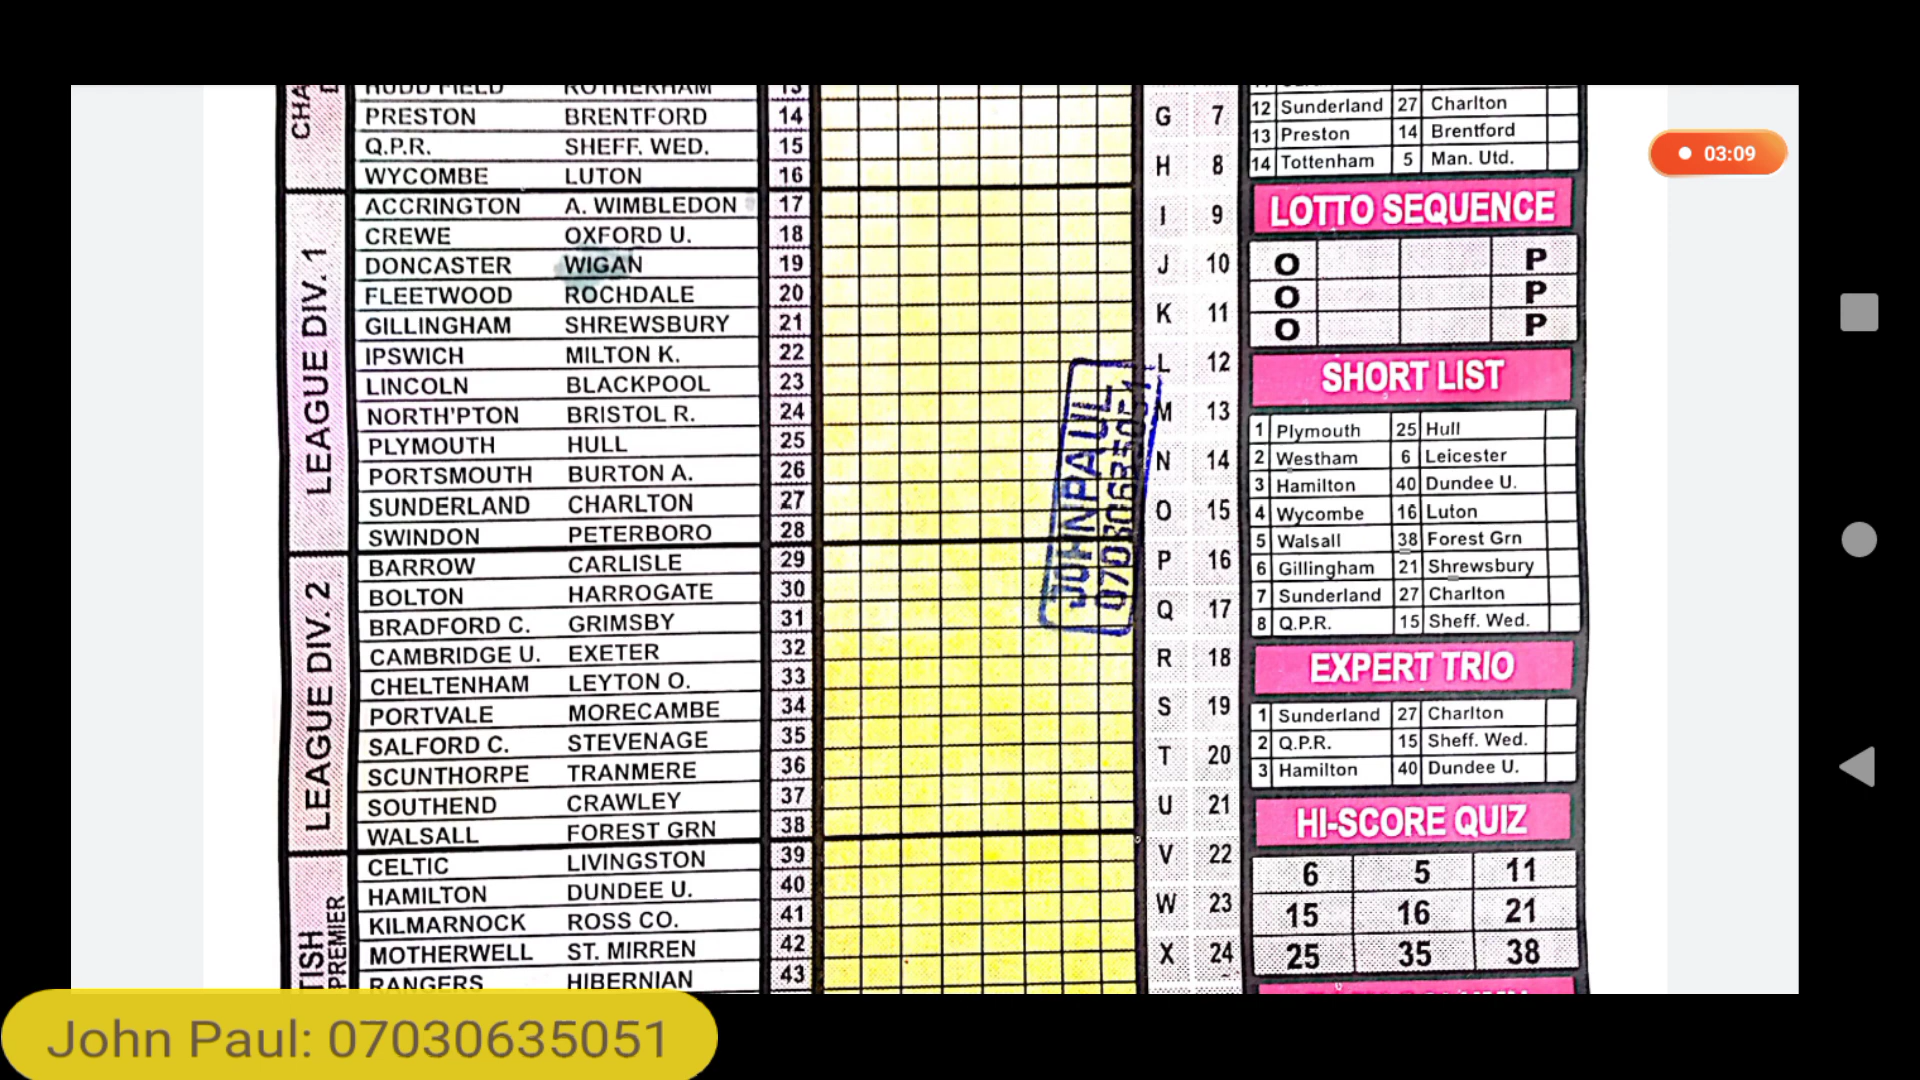 CHA
HUDD'FIELD ROTHERHAM 13
PRESTON BRENTFORD 14
Q.P.R. SHEFF. WED. 15
WYCOMBE LUTON 16
LEAGUE DIV. 1
ACCRINGTON A. WIMBLEDON 17
CREWE OXFORD U. 18
DONCASTER WIGAN 19
FLEETWOOD ROCHDALE 20
GILLINGHAM SHREWSBURY 21
IPSWICH MILTON K. 22
LINCOLN BLACKPOOL 23
NORTH'PTON BRISTOL R. 24
PLYMOUTH HULL 25
PORTSMOUTH BURTON A. 26
SUNDERLAND CHARLTON 27
SWINDON PETERBORO 28
LEAGUE DIV. 2
BARROW CARLISLE 29
BOLTON HARROGATE 30
BRADFORD C. GRIMSBY 31
CAMBRIDGE U. EXETER 32
CHELTENHAM LEYTON O. 33
PORTVALE MORECAMBE 34
SALFORD C. STEVENAGE 35
SCUNTHORPE TRANMERE 36
SOUTHEND CRAWLEY 37
WALSALL FOREST GRN 38
TISH
PREMIER
CELTIC LIVINGSTON 39
HAMILTON DUNDEE U. 40
KILMARNOCK ROSS CO. 41
MOTHERWELL ST. MIRREN 42
RANGERS HIBERNIAN 43
JOHNPAUL
07030635051
G 7
H 8
I 9
J 10
K 11
L 12
M 13
N 14
O 15
P 16
Q 17
R 18
S 19
T 20
U 21
V 22
W 23
X 24
12 Sunderland 27 Charlton
13 Preston 14 Brentford
14 Tottenham 5 Man. Utd.
LOTTO SEQUENCE
O P
O P
O P
SHORT LIST
1 Plymouth 25 Hull
2 Westham 6 Leicester
3 Hamilton 40 Dundee U.
4 Wycombe 16 Luton
5 Walsall 38 Forest Grn
6 Gillingham 21 Shrewsbury
7 Sunderland 27 Charlton
8 Q.P.R. 15 Sheff. Wed.
EXPERT TRIO
1 Sunderland 27 Charlton
2 Q.P.R. 15 Sheff. Wed.
3 Hamilton 40 Dundee U.
HI-SCORE QUIZ
6 5 11
15 16 21
25 35 38
03:09
John Paul: 07030635051